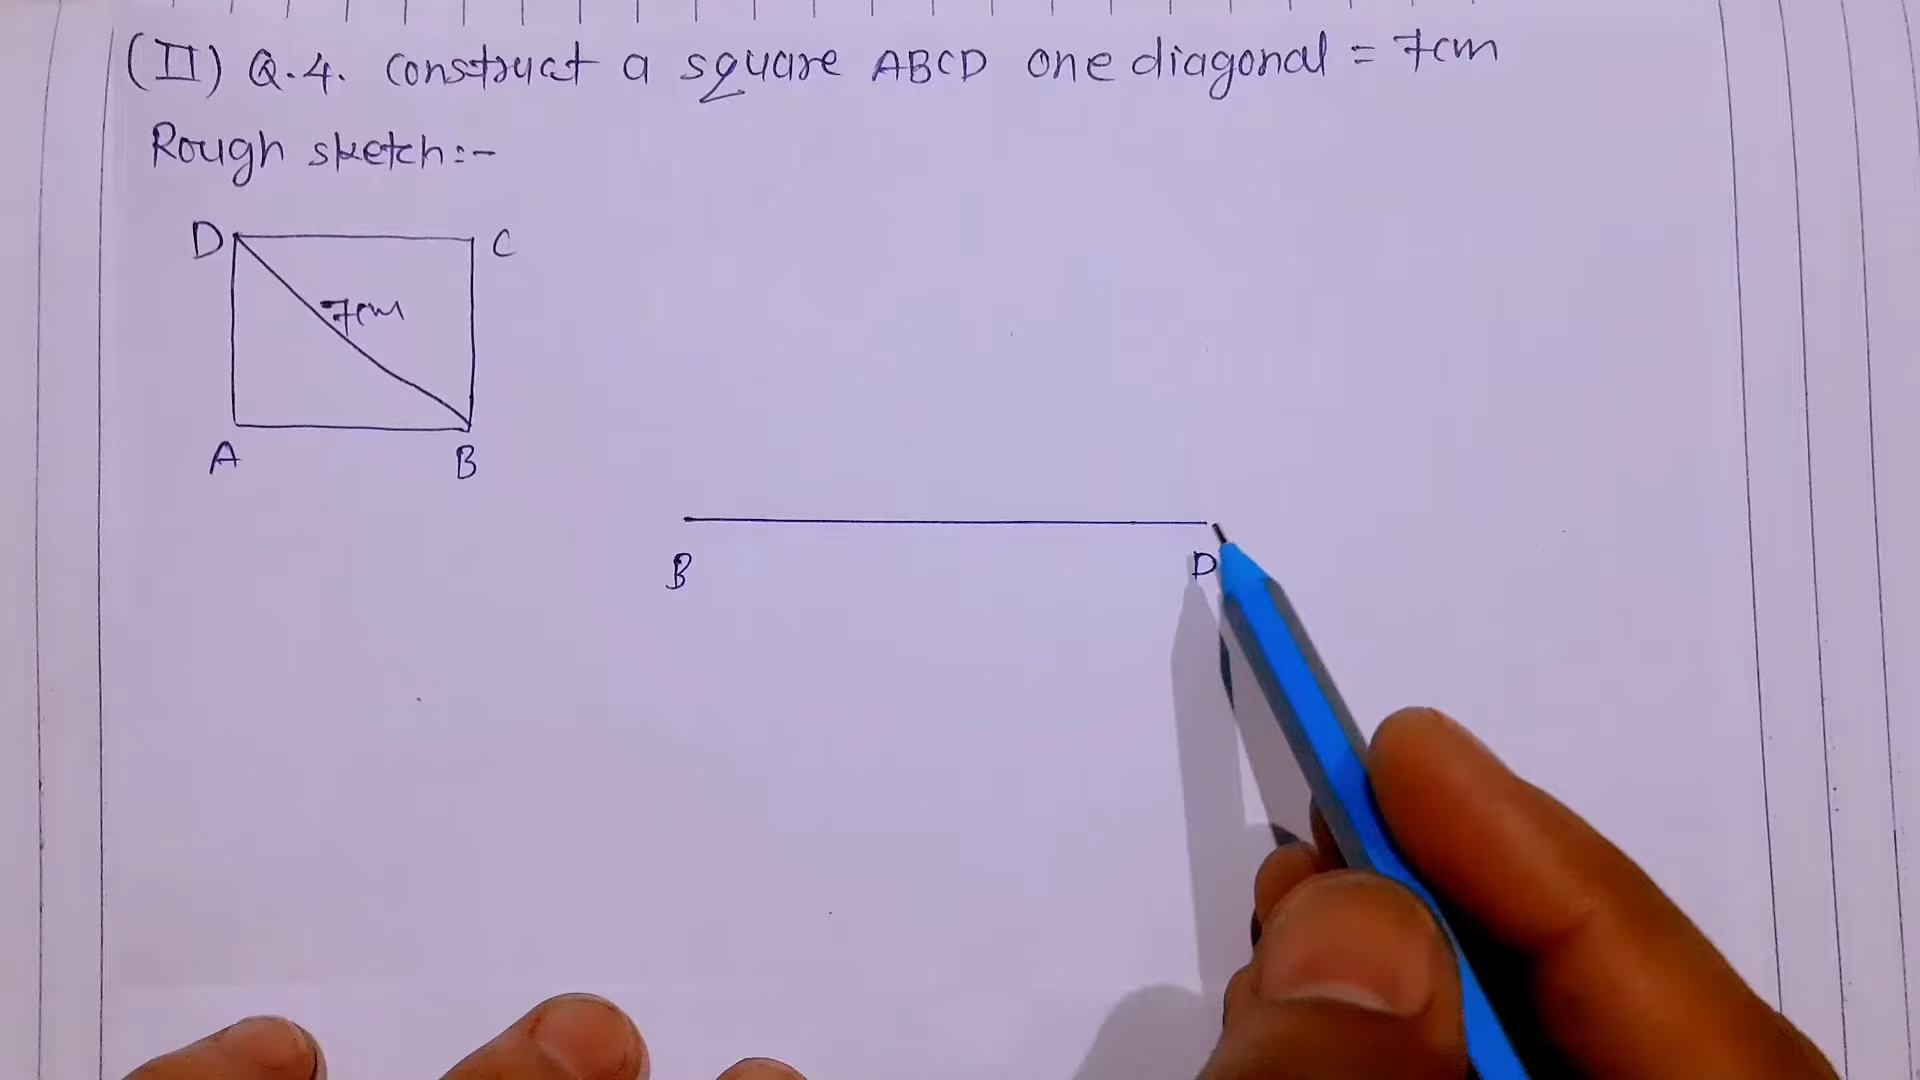 (II) Q.4. construct a square ABCD one diagonal = 7cm
Rough sketch:-
D C
7cm
A B
B D